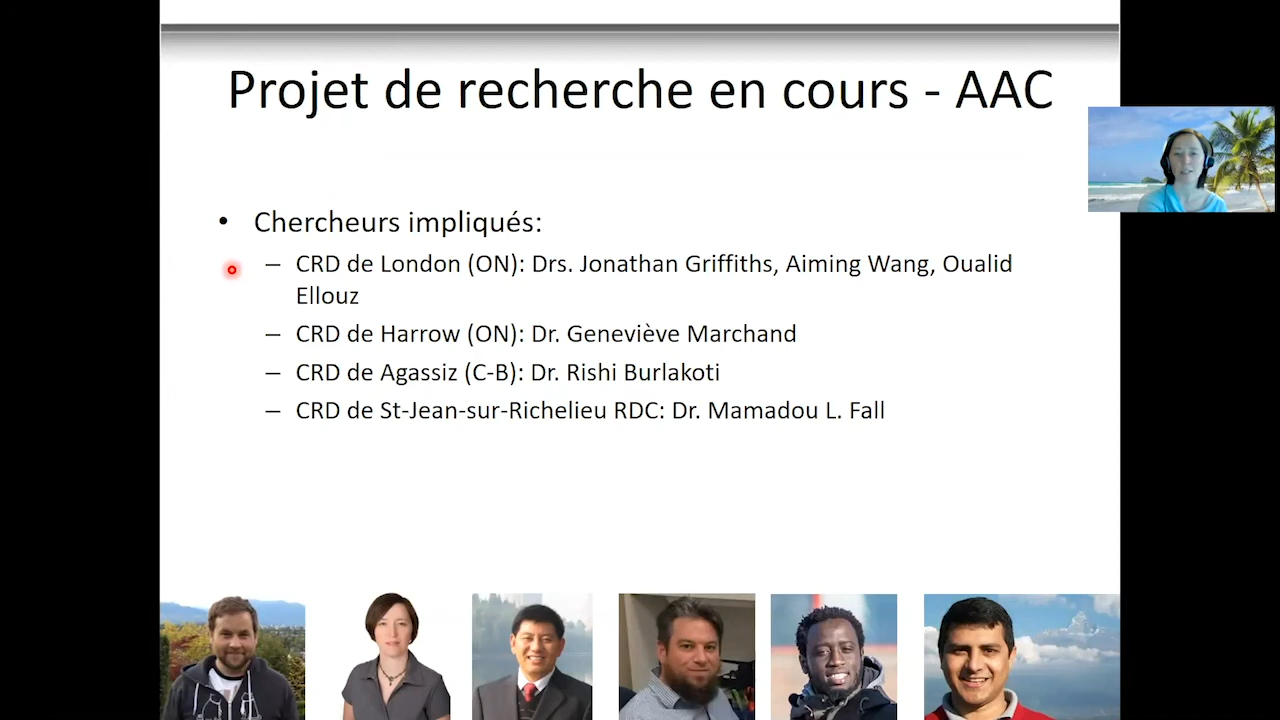 Projet de recherche en cours - AAC
• Chercheurs impliqués:
– CRD de London (ON): Drs. Jonathan Griffiths, Aiming Wang, Oualid
Ellouz
– CRD de Harrow (ON): Dr. Geneviève Marchand
– CRD de Agassiz (C-B): Dr. Rishi Burlakoti
– CRD de St-Jean-sur-Richelieu RDC: Dr. Mamadou L. Fall